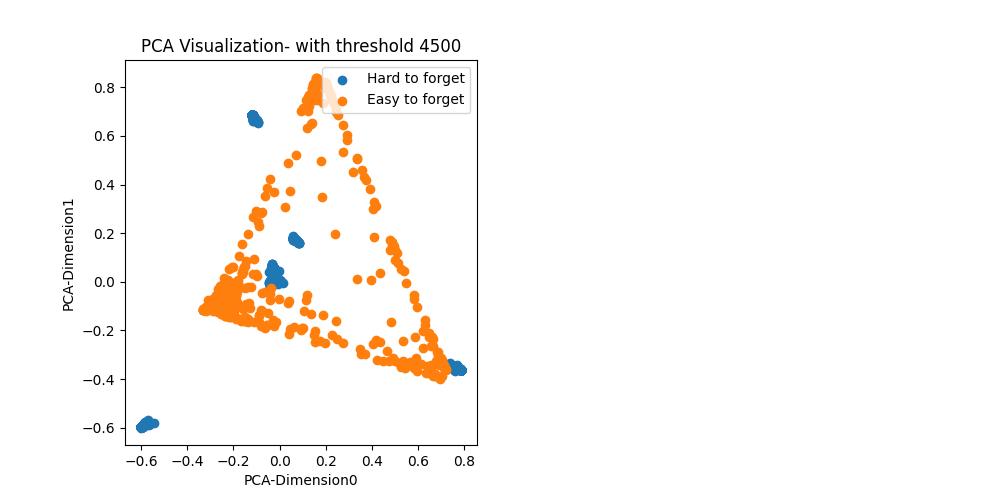 PCA Visualization- with threshold 4500
Hard to forget
Easy to forget
PCA-Dimension1
0.8
0.6
0.4
0.2
0.0
−0.2
−0.4
−0.6
−0.6 −0.4 −0.2 0.0 0.2 0.4 0.6 0.8
PCA-Dimension0